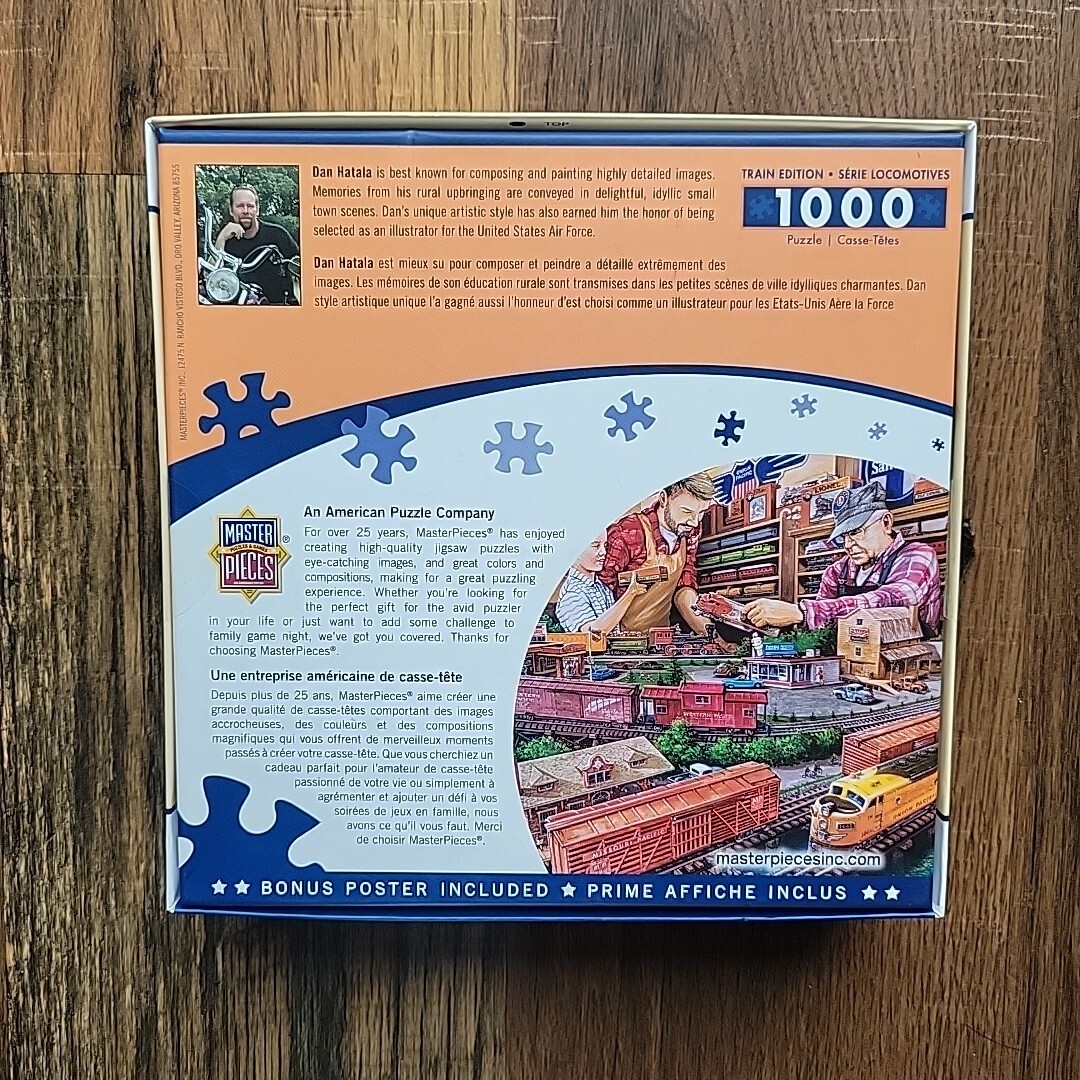 TOP
Dan Hatala is best known for composing and painting highly detailed images.
Memories from his rural upbringing are conveyed in delightful, idyllic small
town scenes. Dan's unique artistic style has also earned him the honor of being
selected as an illustrator for the United States Air Force.
Dan Hatala est mieux su pour composer et peindre a détaillé extrêmement des
images. Les mémoires de son éducation rurale sont transmises dans les petites scènes de ville idylliques charmantes. Dan
style artistique unique l'a gagné aussi l'honneur d'est choisi comme un illustrateur pour les Etats-Unis Aère la Force
TRAIN EDITION • SÉRIE LOCOMOTIVES
1000
Puzzle | Casse-Têtes
MASTERPIECES® INC., 12475 N. RANCHO VISTOSO BLVD., ORO VALLEY, ARIZONA 85755
MASTER
PUZZLES & GAMES
PIECES
®
An American Puzzle Company
For over 25 years, MasterPieces® has enjoyed
creating high-quality jigsaw puzzles with
eye-catching images, and great colors and
compositions, making for a great puzzling
experience. Whether you're looking for
the perfect gift for the avid puzzler
in your life or just want to add some challenge to
family game night, we've got you covered. Thanks for
choosing MasterPieces®.
Une entreprise américaine de casse-tête
Depuis plus de 25 ans, MasterPieces® aime créer une
grande qualité de casse-têtes comportant des images
accrocheuses, des couleurs et des compositions
magnifiques qui vous offrent de merveilleux moments
passés à créer votre casse-tête. Que vous cherchiez un
cadeau parfait pour l'amateur de casse-tête
passionné de votre vie ou simplement à
agrémenter et ajouter un défi à vos
soirées de jeux en famille, nous
avons ce qu'il vous faut. Merci
de choisir MasterPieces®.
UNION
PACIFIC
LIONEL
WESTERN PACIFIC
MISSOURI PACIFIC
UNION PACIFIC
masterpiecesinc.com
★★ BONUS POSTER INCLUDED ★ PRIME AFFICHE INCLUS ★★